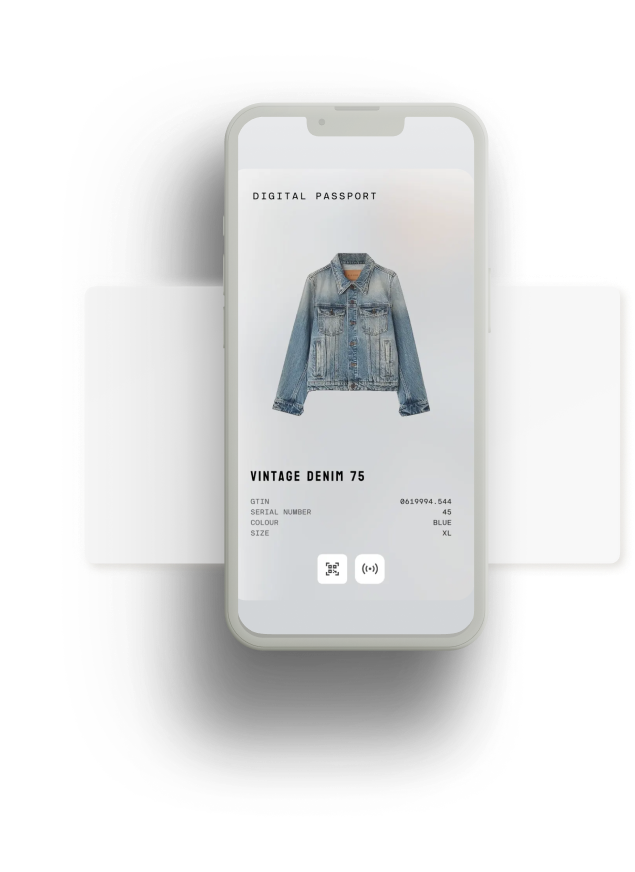 DIGITAL PASSPORT
VINTAGE DENIM 75
GTIN 0619994.544
SERIAL NUMBER 45
COLOUR BLUE
SIZE XL